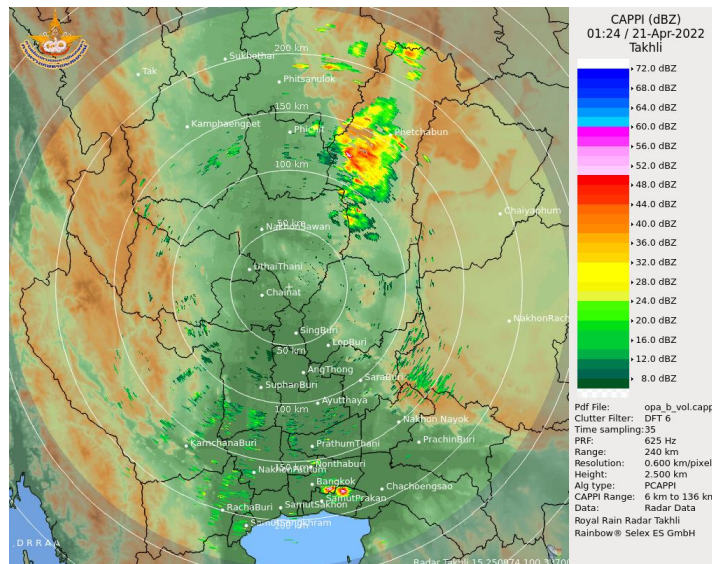 CAPPI (dBZ)
01:24 / 21-Apr-2022
Takhli
72.0 dBZ
68.0 dBZ
64.0 dBZ
60.0 dBZ
56.0 dBZ
52.0 dBZ
48.0 dBZ
44.0 dBZ
40.0 dBZ
36.0 dBZ
32.0 dBZ
28.0 dBZ
24.0 dBZ
20.0 dBZ
16.0 dBZ
12.0 dBZ
8.0 dBZ
Pdf File: opa_b_vol.capp
Clutter Filter: DFT 6
Time sampling:35
PRF: 625 Hz
Range: 240 km
Resolution: 0.600 km/pixel
Height: 2.500 km
Alg type: PCAPPI
CAPPI Range: 6 km to 136 km
Data: Radar Data
Royal Rain Radar Takhli
Rainbow® Selex ES GmbH
200 km
Sukhothai
Tak
Phitsanulok
150 km
Kamphaengpet
Phichit
Phetchabun
100 km
Chaiyaphum
50 km
NakhonSawan
UthaiThani
Chainat
NakhonRach
SingBuri
LopBuri
50 km
AngThong
SaraBuri
SuphanBuri
Ayutthaya
100 km
Nakhon Nayok
KarnchanaBuri
PrathumThani
PrachinBuri
150 km
Nonthaburi
NakhonPathom
Bangkok
Chachoengsao
SamutPrakan
RachaBuri
SamutSakhon
SamutSongkhram
200 km
D R R A A